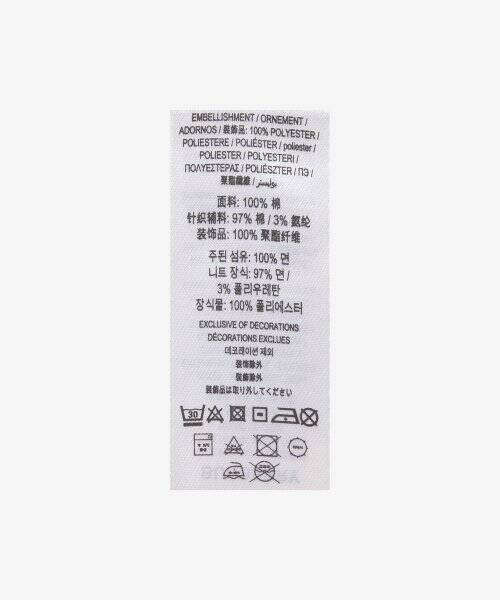 EMBELLISHMENT / ORNEMENT /
ADORNOS / 装飾品: 100% POLYESTER /
POLIESTERE / POLIÉSTER / poliester /
POLIESTER / POLYESTERI /
ΠΟΛΥΕΣΤΕΡΑΣ / POLIÉSZTER / ПЭ /
聚酯纖維 / بوليستر
面料: 100% 棉
针织辅料: 97% 棉 / 3% 氨纶
装饰品: 100% 聚酯纤维
주된 섬유: 100% 면
니트 장식: 97% 면 /
3% 폴리우레탄
장식물: 100% 폴리에스터
EXCLUSIVE OF DECORATIONS
DÉCORATIONS EXCLUES
데코레이션 제외
装饰除外
装飾除外
装飾品は取り外してください
30